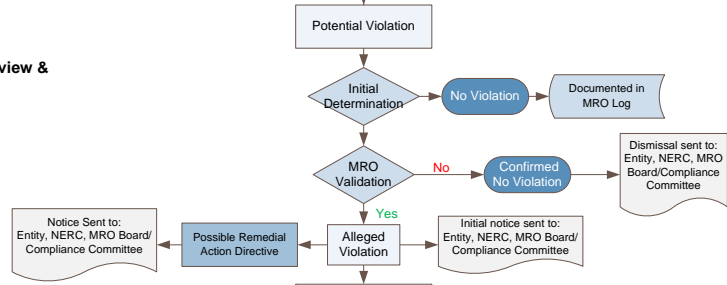 Potential Violation
view &
Initial
Determination
No Violation
Documented in
MRO Log
MRO
Validation
No
Confirmed
No Violation
Dismissal sent to:
Entity, NERC, MRO
Board/Compliance
Committee
Yes
Notice Sent to:
Entity, NERC, MRO Board/
Compliance Committee
Possible Remedial
Action Directive
Alleged
Violation
Initial notice sent to:
Entity, NERC, MRO Board/
Compliance Committee